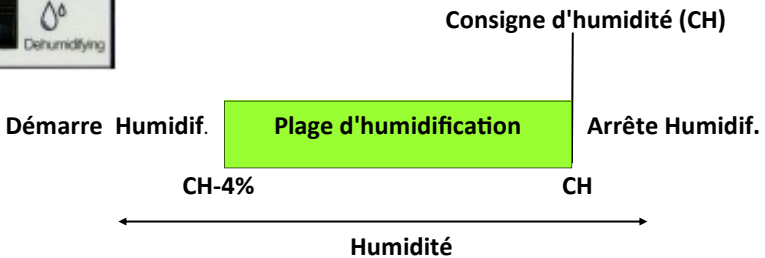 Dehumidifying
Consigne d'humidité (CH)
Démarre Humidif. Plage d'humidification Arrête Humidif.
CH-4% CH
Humidité